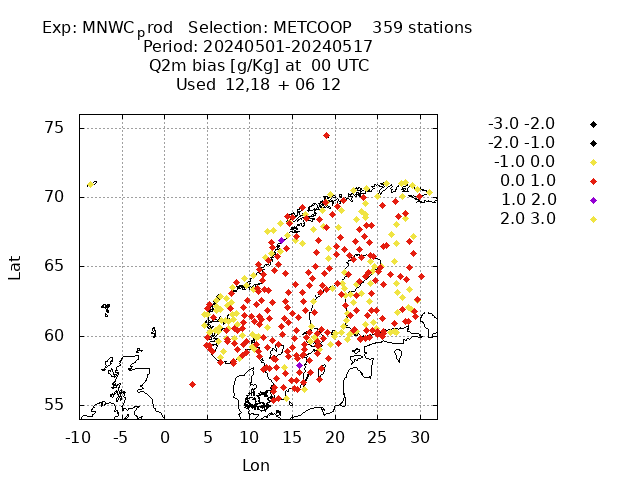 Exp: MNWCprod   Selection: METCOOP    359 stations
Period: 20240501-20240517
Q2m bias [g/Kg] at  00 UTC
Used  12,18 + 06 12
-3.0 -2.0
-2.0 -1.0
-1.0 0.0
0.0 1.0
1.0 2.0
2.0 3.0
75
70
65
60
55
Lat
-10 -5 0 5 10 15 20 25 30
Lon